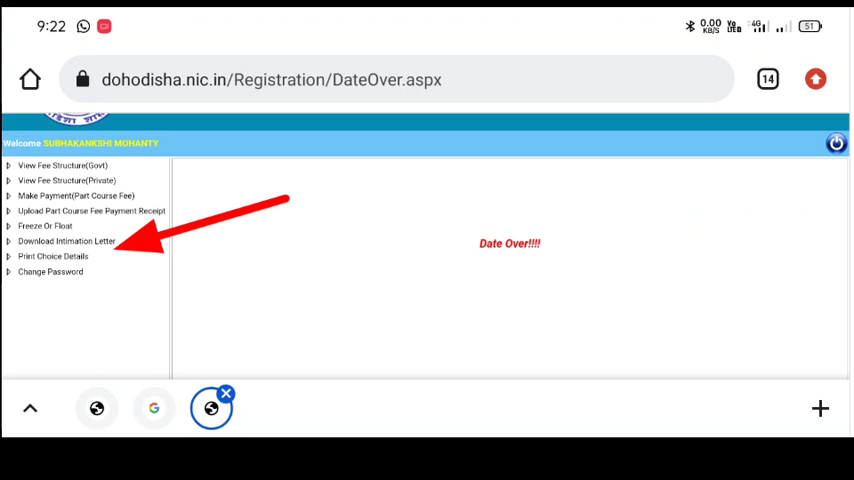 9:22
0.00 KB/S Vo LTE 4G 51
dohodisha.nic.in/Registration/DateOver.aspx
14
Welcome SUBHAKANKSHI MOHANTY
View Fee Structure(Govt)
View Fee Structure(Private)
Make Payment(Part Course Fee)
Upload Part Course Fee Payment Receipt
Freeze Or Float
Download Intimation Letter
Print Choice Details
Change Password
Date Over!!!!